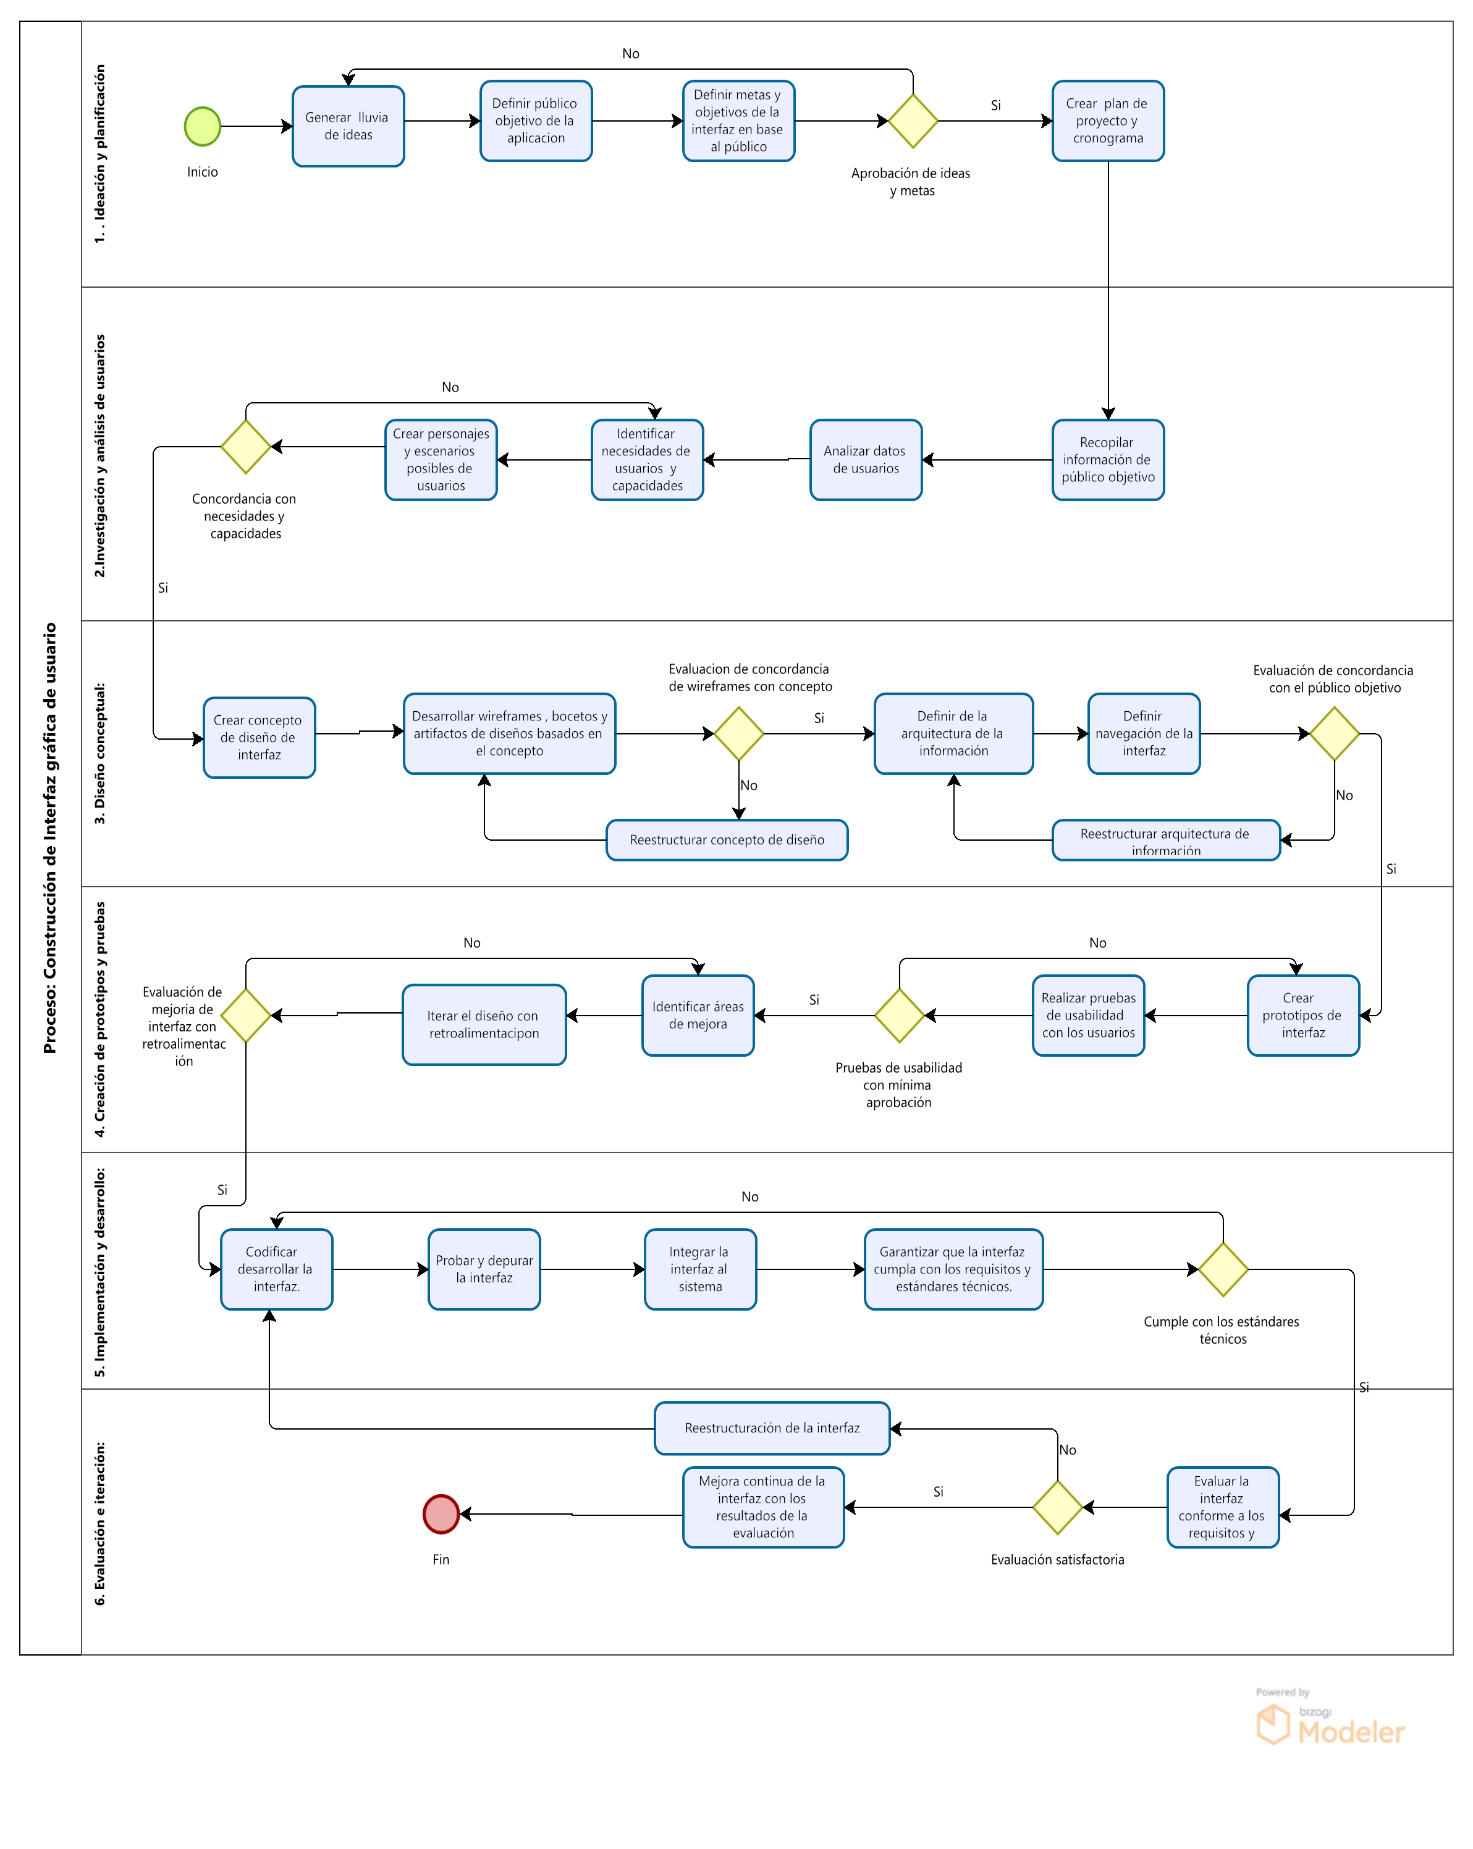 Proceso: Construcción de Interfaz gráfica de usuario
1. . Ideación y planificación
No
Inicio
Generar lluvia
de ideas
Definir público
objetivo de la
aplicacion
Definir metas y
objetivos de la
interfaz en base
al público
Aprobación de ideas
y metas
Si
Crear plan de
proyecto y
cronograma
2.Investigación y análisis de usuarios
No
Concordancia con
necesidades y
capacidades
Crear personajes
y escenarios
posibles de
usuarios
Identificar
necesidades de
usuarios y
capacidades
Analizar datos
de usuarios
Recopilar
información de
público objetivo
Si
3. Diseño conceptual:
Crear concepto
de diseño de
interfaz
Desarrollar wireframes , bocetos y
artifactos de diseños basados en
el concepto
Evaluacion de concordancia
de wireframes con concepto
Si
No
Reestructurar concepto de diseño
Definir de la
arquitectura de la
información
Definir
navegación de la
interfaz
Evaluación de concordancia
con el público objetivo
No
Reestructurar arquitectura de
información
Si
4. Creación de prototipos y pruebas
No
Evaluación de
mejoria de
interfaz con
retroalimentac
ión
Iterar el diseño con
retroalimentacipon
Identificar áreas
de mejora
Si
No
Pruebas de usabilidad
con mínima
aprobación
Realizar pruebas
de usabilidad
con los usuarios
Crear
prototipos de
interfaz
5. Implementación y desarrollo:
Si
No
Codificar
desarrollar la
interfaz.
Probar y depurar
la interfaz
Integrar la
interfaz al
sistema
Garantizar que la interfaz
cumpla con los requisitos y
estándares técnicos.
Cumple con los estándares
técnicos
Si
6. Evaluación e iteración:
Reestructuración de la interfaz
No
Fin
Mejora continua de la
interfaz con los
resultados de la
evaluación
Si
Evaluación satisfactoria
Evaluar la
interfaz
conforme a los
requisitos y
Powered by
bizagi
Modeler